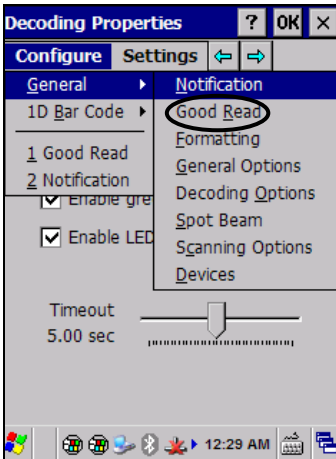 Decoding Properties ? OK ×
Configure Settings
General
1D Bar Code
1 Good Read
2 Notification
Notification
Good Read
Formatting
General Options
Decoding Options
Spot Beam
Scanning Options
Devices
Enable gre
Enable LED
Timeout
5.00 sec
12:29 AM